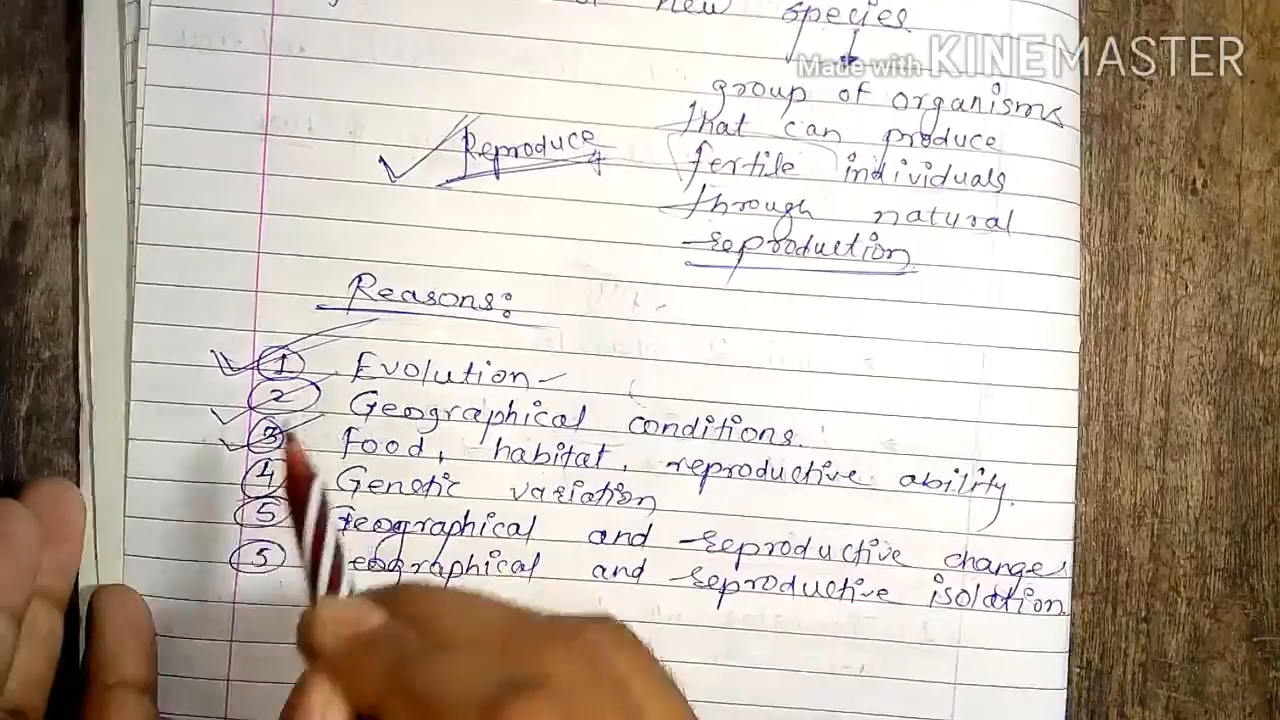 new species
Made with KINEMASTER
group of organisms
that can produce
Reproduce
fertile individuals
through natural
reproduction
Reasons:
1 Evolution
2 Geographical conditions.
3 food, habitat, reproductive ability.
4 Genetic variation
5 Geographical and reproductive changes
5 eographical and reproductive isolation